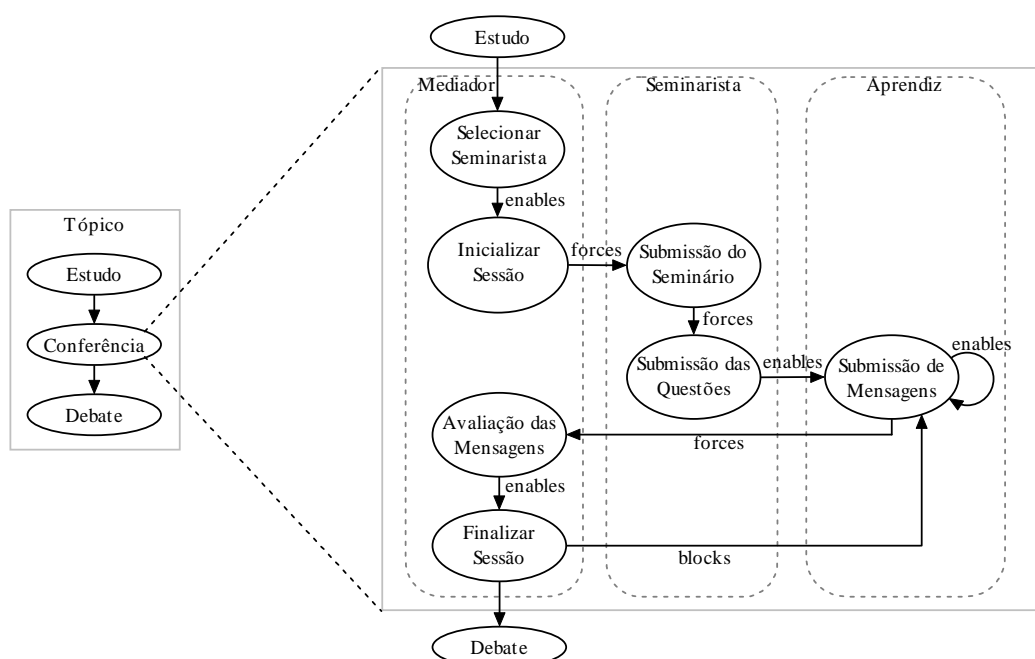 Estudo
Mediador
Seminarista
Aprendiz
Selecionar
Seminarista
enables
Tópico
Estudo
Conferência
Debate
Inicializar
Sessão
forces
Submissão do
Seminário
forces
Submissão das
Questões
enables
Submissão de
Mensagens
enables
Avaliação das
Mensagens
forces
enables
Finalizar
Sessão
blocks
Debate